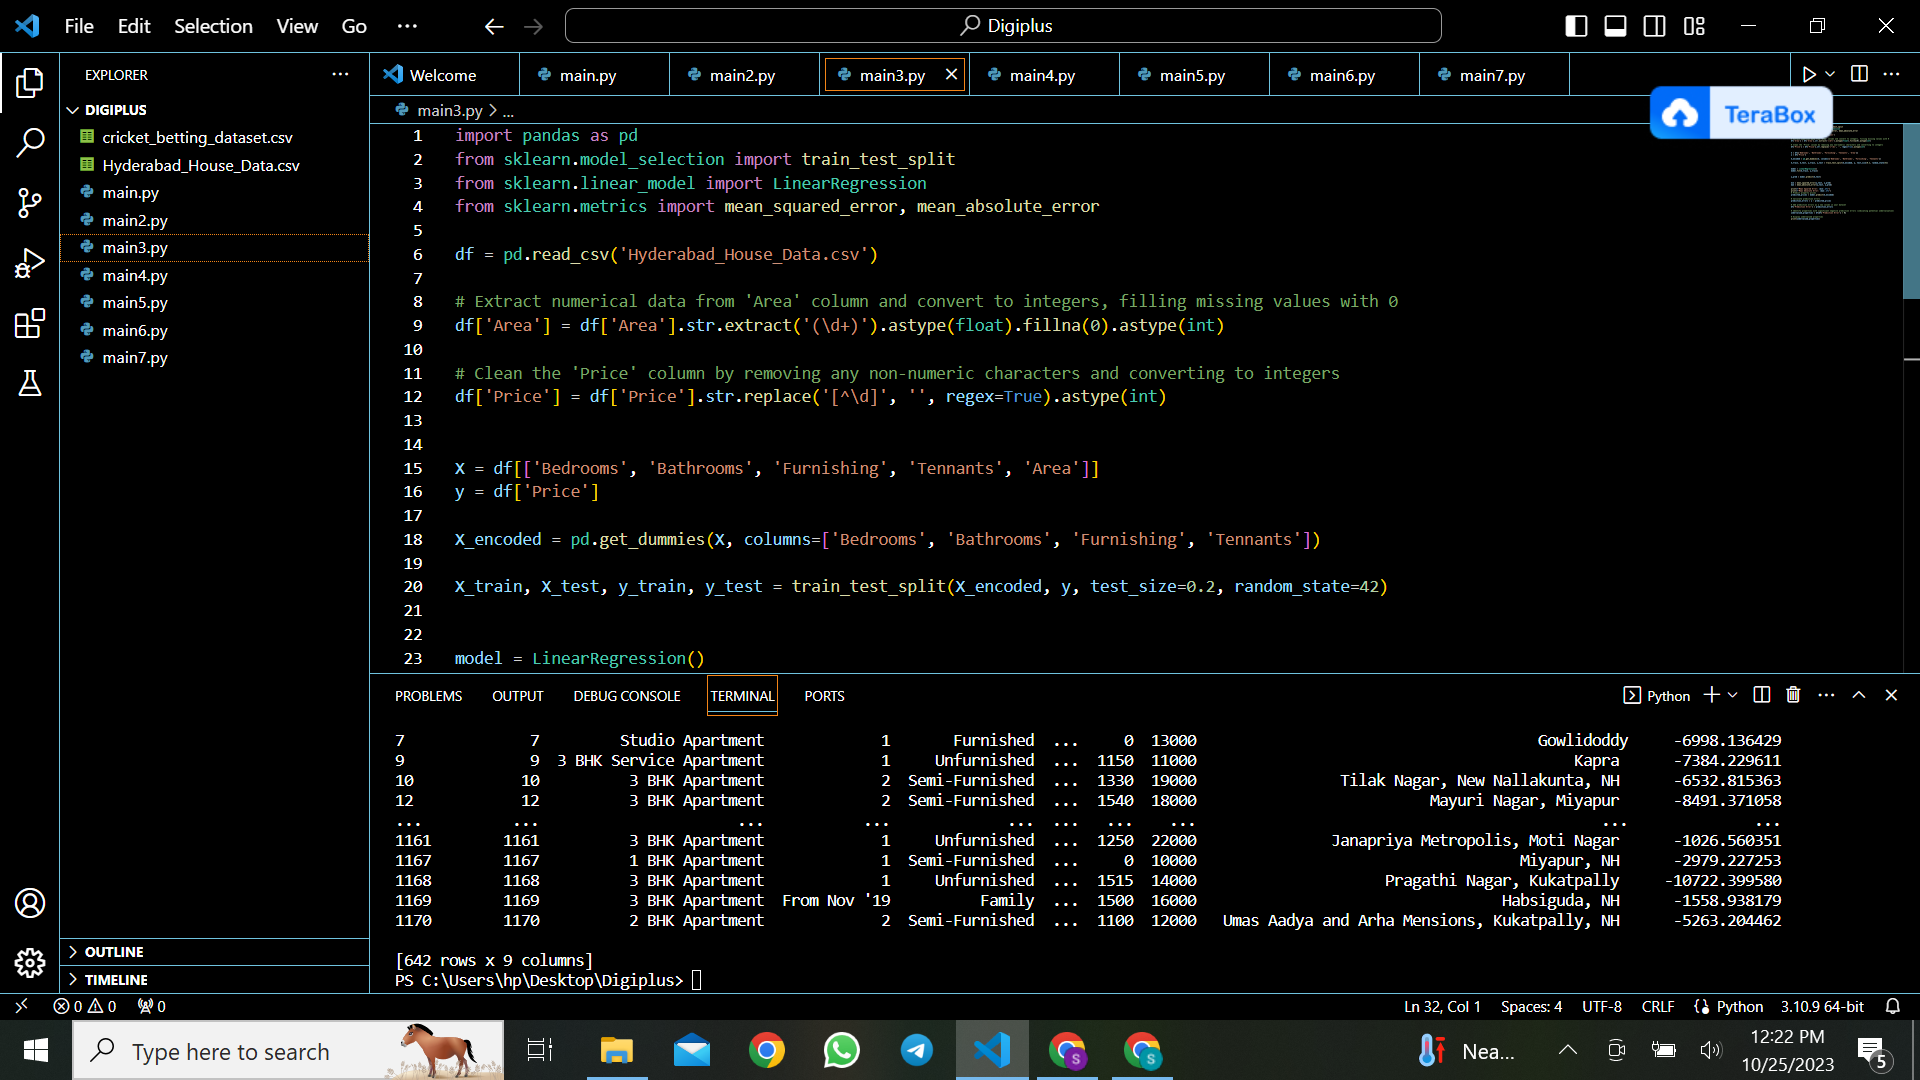 File Edit Selection View Go ... Digiplus
EXPLORER ...
DIGIPLUS
cricket_betting_dataset.csv
Hyderabad_House_Data.csv
main.py
main2.py
main3.py
main4.py
main5.py
main6.py
main7.py
OUTLINE
TIMELINE
Welcome main.py main2.py main3.py main4.py main5.py main6.py main7.py
TeraBox
main3.py > ...
1 import pandas as pd
2 from sklearn.model_selection import train_test_split
3 from sklearn.linear_model import LinearRegression
4 from sklearn.metrics import mean_squared_error, mean_absolute_error
5
6 df = pd.read_csv('Hyderabad_House_Data.csv')
7
8 # Extract numerical data from 'Area' column and convert to integers, filling missing values with 0
9 df['Area'] = df['Area'].str.extract('(\d+)').astype(float).fillna(0).astype(int)
10
11 # Clean the 'Price' column by removing any non-numeric characters and converting to integers
12 df['Price'] = df['Price'].str.replace('[^\d]', '', regex=True).astype(int)
13
14
15 X = df[['Bedrooms', 'Bathrooms', 'Furnishing', 'Tennants', 'Area']]
16 y = df['Price']
17
18 X_encoded = pd.get_dummies(X, columns=['Bedrooms', 'Bathrooms', 'Furnishing', 'Tennants'])
19
20 X_train, X_test, y_train, y_test = train_test_split(X_encoded, y, test_size=0.2, random_state=42)
21
22
23 model = LinearRegression()
PROBLEMS OUTPUT DEBUG CONSOLE TERMINAL PORTS Python
7 7 Studio Apartment 1 Furnished ... 0 13000 Gowlidoddy -6998.136429
9 9 3 BHK Service Apartment 1 Unfurnished ... 1150 11000 Kapra -7384.229611
10 10 3 BHK Apartment 2 Semi-Furnished ... 1330 19000 Tilak Nagar, New Nallakunta, NH -6532.815363
12 12 3 BHK Apartment 2 Semi-Furnished ... 1540 18000 Mayuri Nagar, Miyapur -8491.371058
... ... ... ... ... ... ... ... ... ...
1161 1161 3 BHK Apartment 1 Unfurnished ... 1250 22000 Janapriya Metropolis, Moti Nagar -1026.560351
1167 1167 1 BHK Apartment 1 Semi-Furnished ... 0 10000 Miyapur, NH -2979.227253
1168 1168 3 BHK Apartment 1 Unfurnished ... 1515 14000 Pragathi Nagar, Kukatpally -10722.399580
1169 1169 3 BHK Apartment From Nov '19 Family ... 1500 16000 Habsiguda, NH -1558.938179
1170 1170 2 BHK Apartment 2 Semi-Furnished ... 1100 12000 Umas Aadya and Arha Mensions, Kukatpally, NH -5263.204462
[642 rows x 9 columns]
PS C:\Users\hp\Desktop\Digiplus>
0 0 0 Ln 32, Col 1 Spaces: 4 UTF-8 CRLF Python 3.10.9 64-bit
Type here to search Nea... 12:22 PM
10/25/2023 5